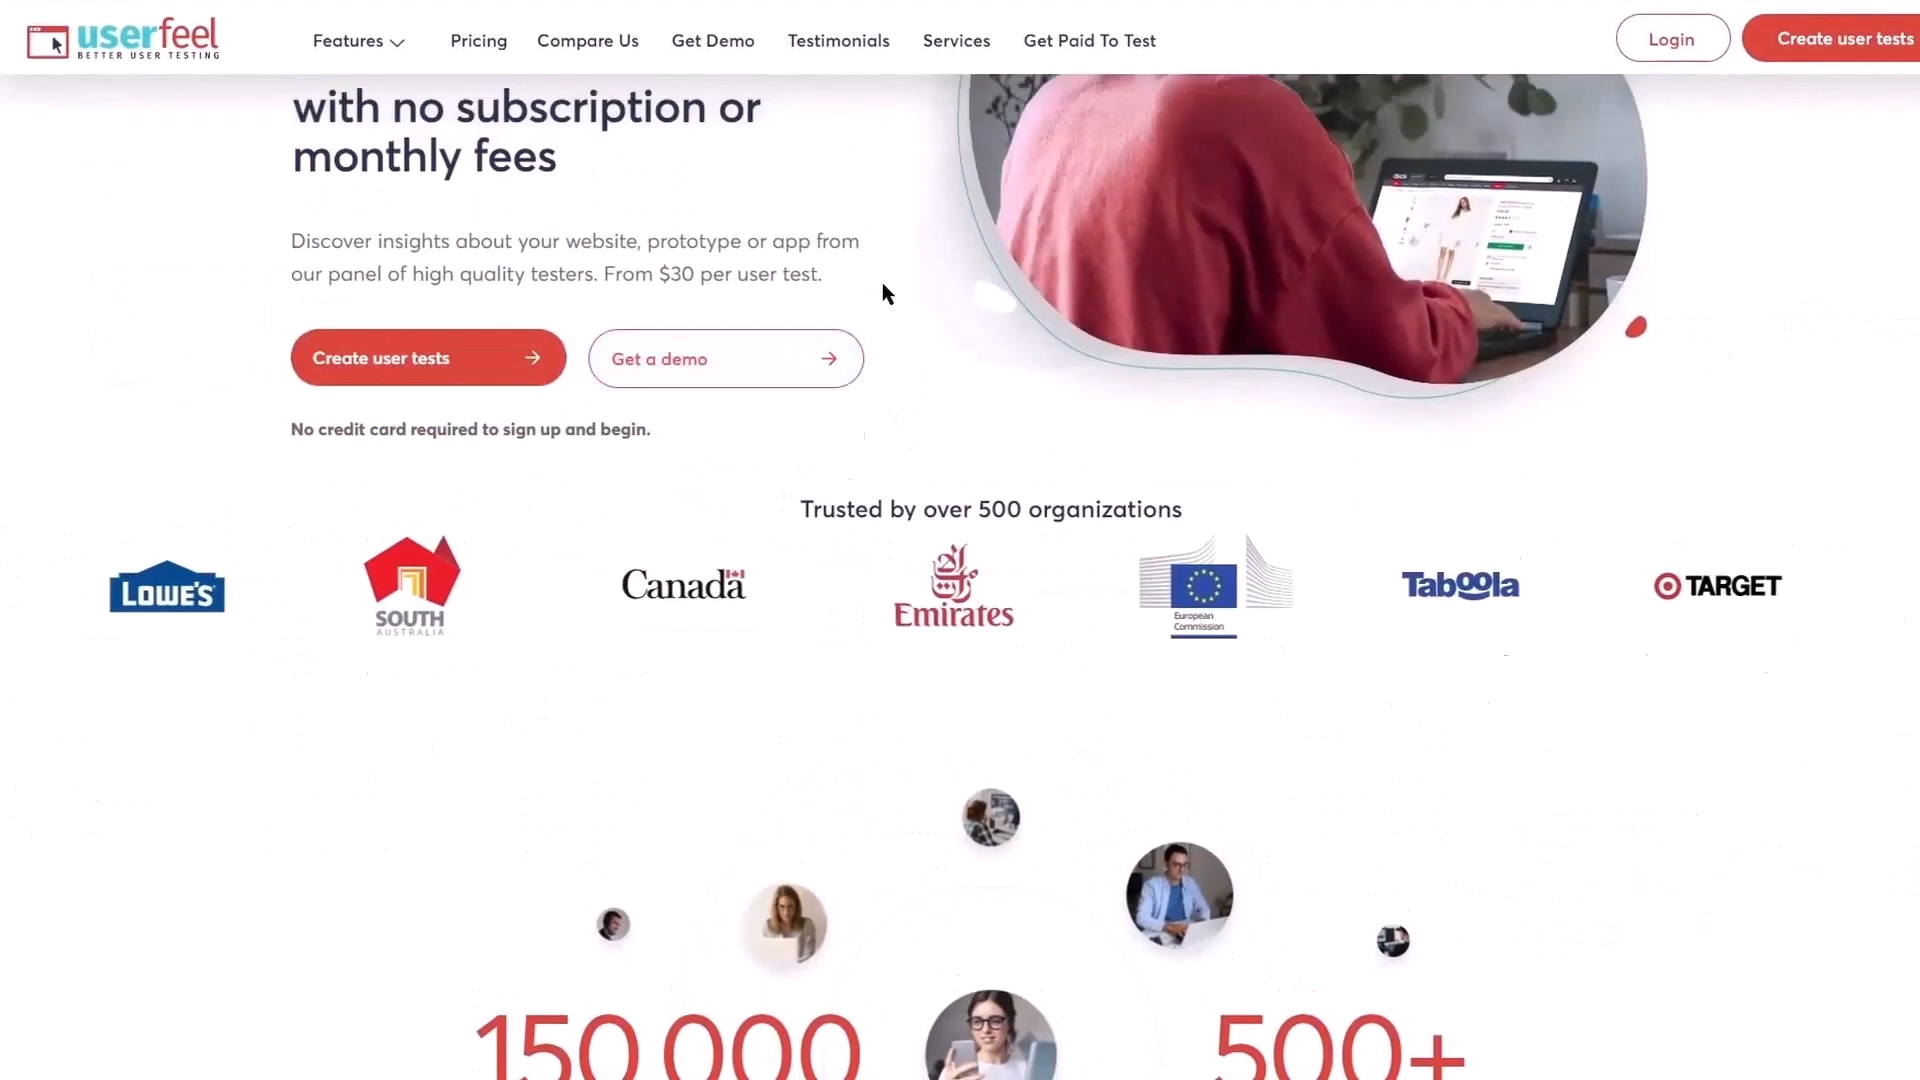 userfeel
BETTER USER TESTING
Features
Pricing
Compare Us
Get Demo
Testimonials
Services
Get Paid To Test
Login
Create user tests
with no subscription or
monthly fees
Discover insights about your website, prototype or app from
our panel of high quality testers. From $30 per user test.
Create user tests
Get a demo
No credit card required to sign up and begin.
Trusted by over 500 organizations
LOWE'S
SOUTH
AUSTRALIA
Canada
Emirates
European
Commission
Taboola
TARGET
150 000
500+